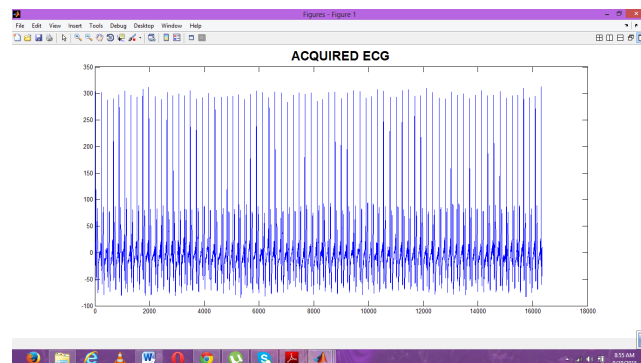 Figures - Figure 1
File Edit View Insert Tools Debug Desktop Window Help
ACQUIRED ECG
350
300
250
200
150
100
50
0
-50
-100
0 2000 4000 6000 8000 10000 12000 14000 16000 18000
8:55 AM